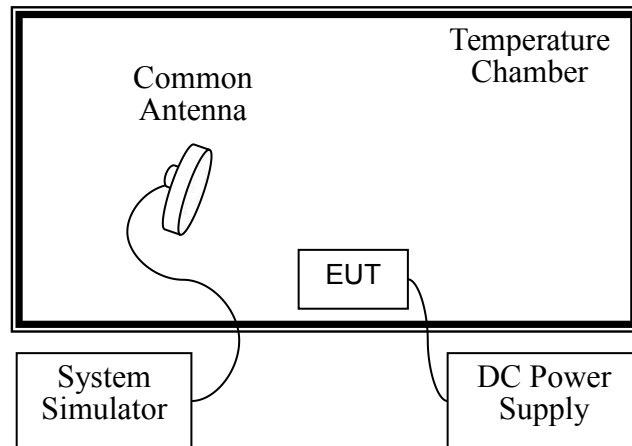 Temperature
Chamber
Common
Antenna
EUT
System
Simulator
DC Power
Supply